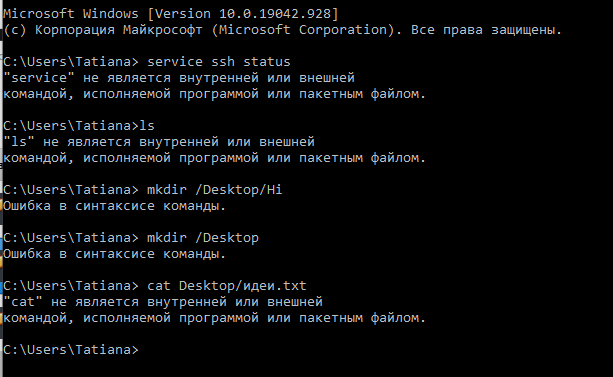 Microsoft Windows [Version 10.0.19042.928]
(c) Корпорация Майкрософт (Microsoft Corporation). Все права защищены.
C:\Users\Tatiana> service ssh status
"service" не является внутренней или внешней
командой, исполняемой программой или пакетным файлом.
C:\Users\Tatiana>ls
"ls" не является внутренней или внешней
командой, исполняемой программой или пакетным файлом.
C:\Users\Tatiana> mkdir /Desktop/Hi
Ошибка в синтаксисе команды.
C:\Users\Tatiana> mkdir /Desktop
Ошибка в синтаксисе команды.
C:\Users\Tatiana> cat Desktop/идеи.txt
"cat" не является внутренней или внешней
командой, исполняемой программой или пакетным файлом.
C:\Users\Tatiana>